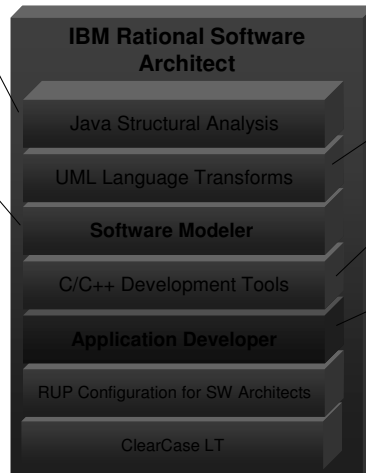 IBM Rational Software
Architect
Java Structural Analysis
UML Language Transforms
Software Modeler
C/C++ Development Tools
Application Developer
RUP Configuration for SW Architects
ClearCase LT